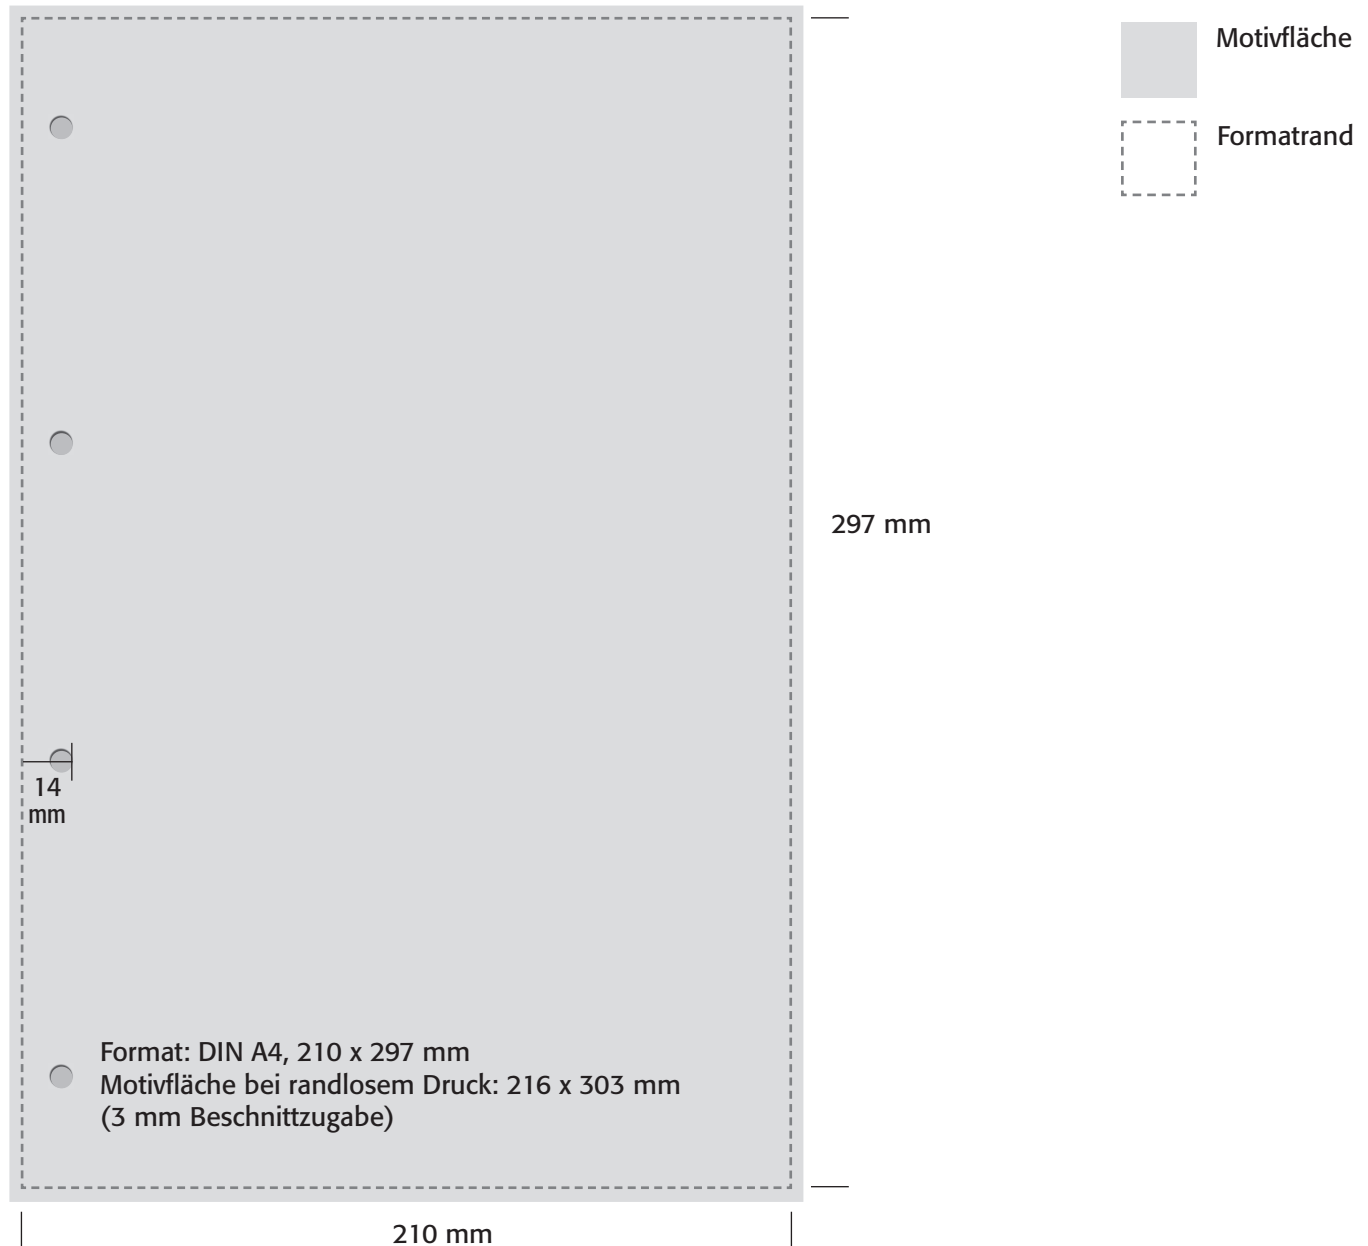 Motivfläche
Formatrand
297 mm
14
mm
Format: DIN A4, 210 x 297 mm
Motivfläche bei randlosem Druck: 216 x 303 mm
(3 mm Beschnittzugabe)
210 mm